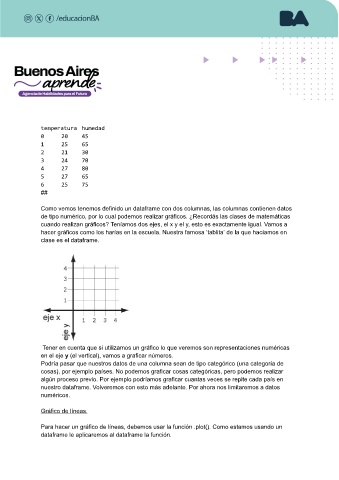 /educacionBA
BA
Buenos Aires
aprende
Agencia de Habilidades para el Futuro
temperatura humedad
0 20 45
1 25 65
2 21 30
3 24 70
4 27 80
5 27 65
6 25 75
##
Como vemos tenemos definido un dataframe con dos columnas, las columnas contienen datos
de tipo numérico, por lo cual podemos realizar gráficos. ¿Recordás las clases de matemáticas
cuando realizan gráficos? Teníamos dos ejes, el x y el y, esto es exactamente igual. Vamos a
hacer gráficos como los harías en la escuela. Nuestra famosa 'tablita' de la que hacíamos en
clase es el dataframe.
4
3
2
1
eje x 1 2 3 4
eje y
Tener en cuenta que si utilizamos un gráfico lo que veremos son representaciones numéricas
en el eje y (el vertical), vamos a graficar números.
Podría pasar que nuestros datos de una columna sean de tipo categórico (una categoría de
cosas), por ejemplo países. No podemos graficar cosas categóricas, pero podemos realizar
algún proceso previo. Por ejemplo podríamos graficar cuantas veces se repite cada país en
nuestro dataframe. Volveremos con esto más adelante. Por ahora nos limitaremos a datos
numéricos.
Gráfico de líneas.
Para hacer un gráfico de líneas, debemos usar la función .plot(). Como estamos usando un
dataframe le aplicaremos al dataframe la función.